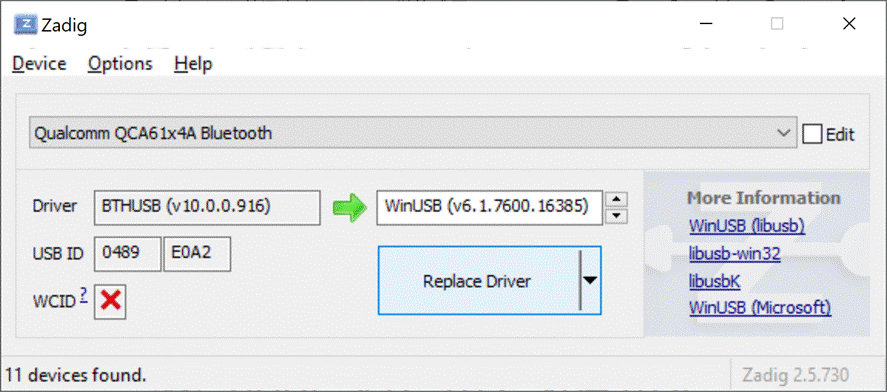 Zadig
Device Options Help
Qualcomm QCA61x4A Bluetooth
Edit
Driver BTHUSB (v10.0.0.916) WinUSB (v6.1.7600.16385)
USB ID 0489 E0A2
WCID ?
Replace Driver
More Information
WinUSB (libusb)
libusb-win32
libusbK
WinUSB (Microsoft)
11 devices found.
Zadig 2.5.730